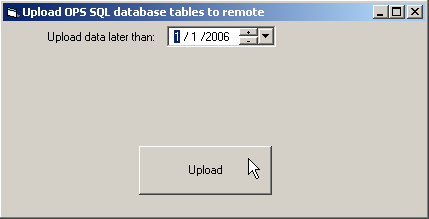 Upload OPS SQL database tables to remote
Upload data later than: 1 / 1 /2006
Upload